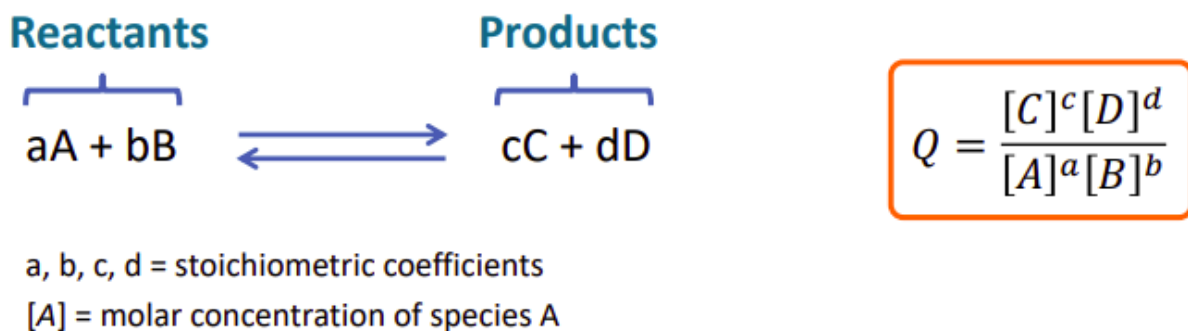 Reactants
Products
aA + bB
cC + dD
Q = [C]^c[D]^d / [A]^a[B]^b
a, b, c, d = stoichiometric coefficients
[A] = molar concentration of species A